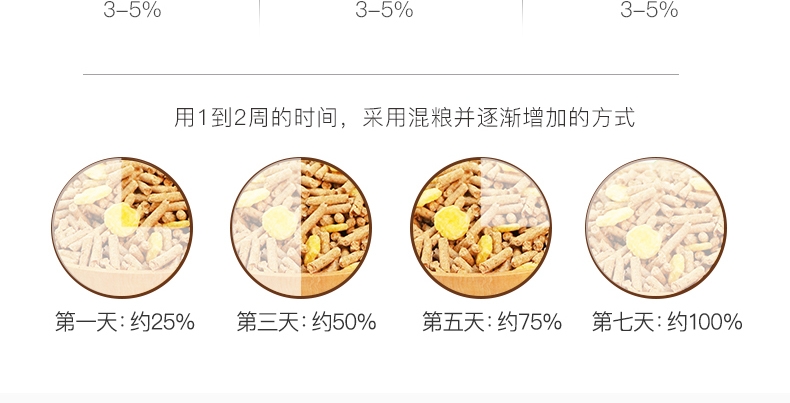 3-5% 3-5% 3-5%
用1到2周的时间，采用混粮并逐渐增加的方式
第一天：约25% 第三天：约50% 第五天：约75% 第七天：约100%